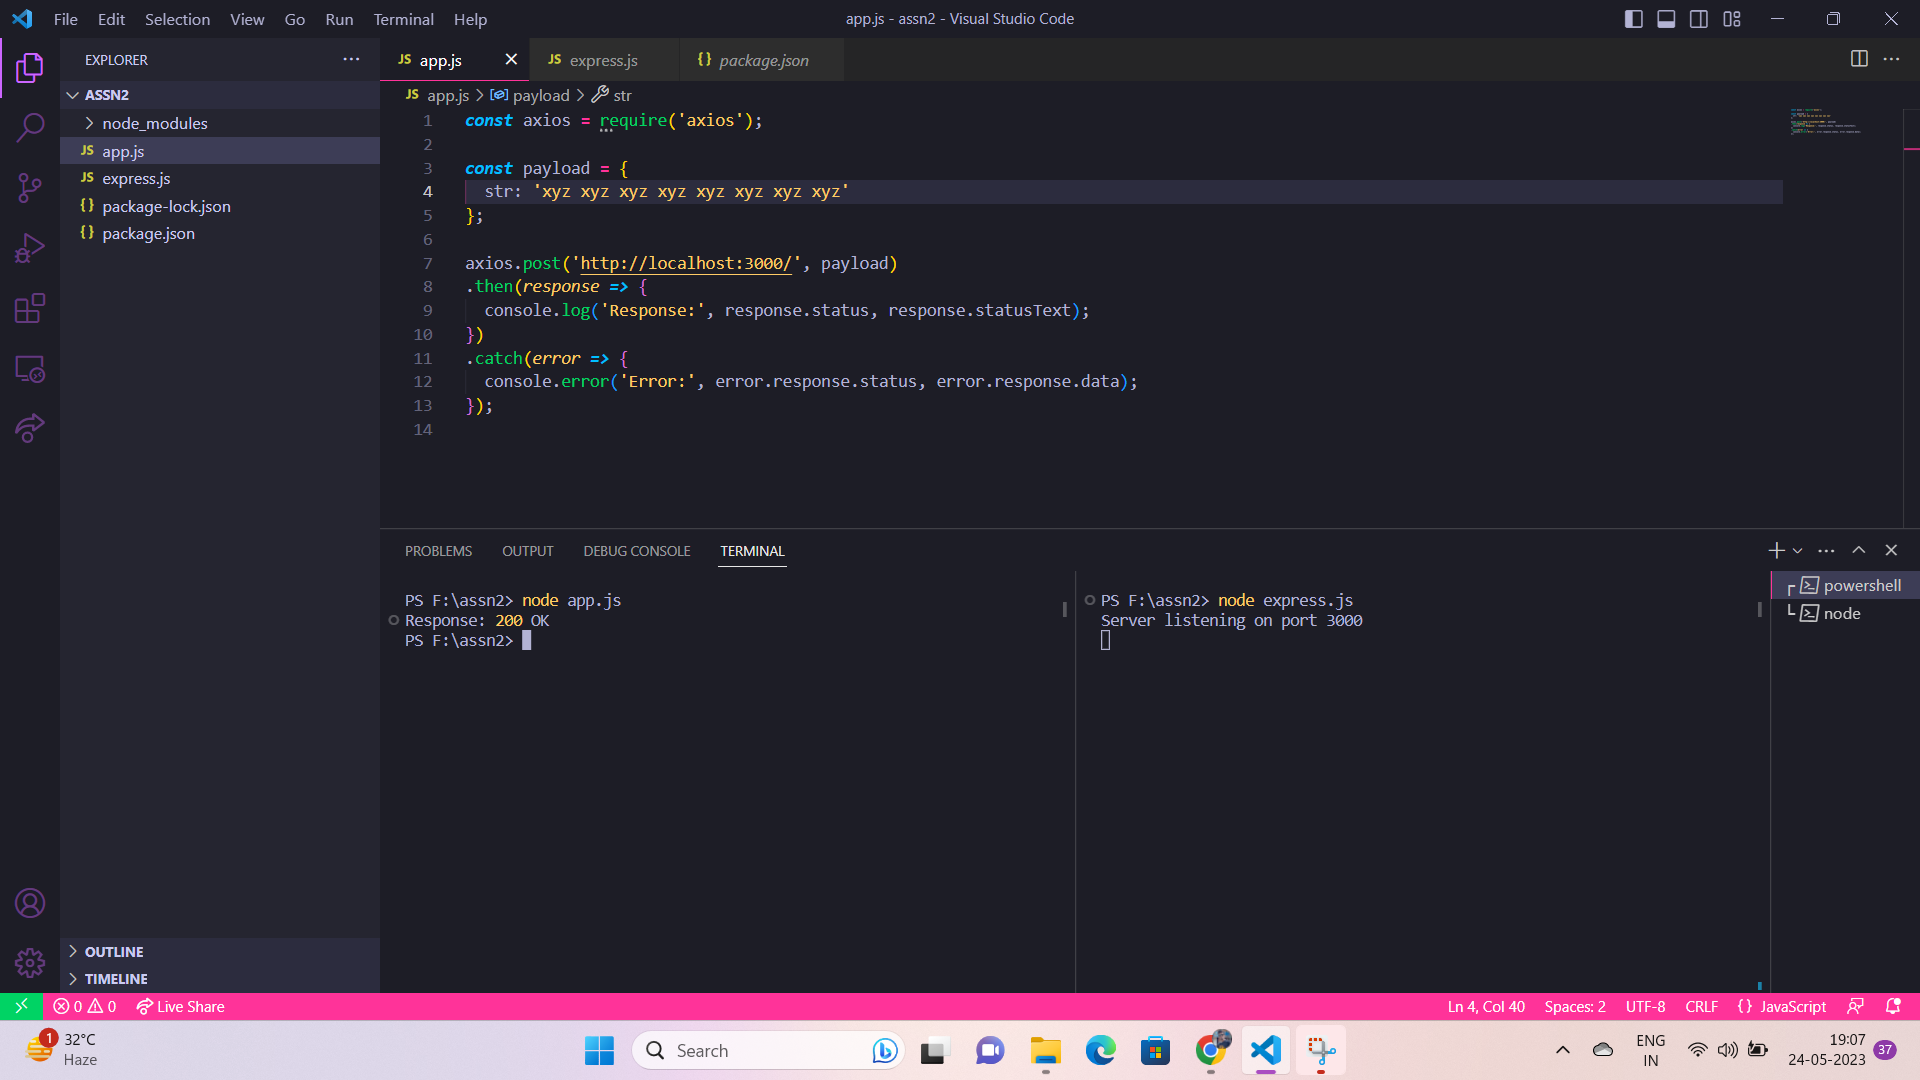 File Edit Selection View Go Run Terminal Help
app.js - assn2 - Visual Studio Code
EXPLORER
ASSN2
node_modules
JS app.js
JS express.js
{} package-lock.json
{} package.json
OUTLINE
TIMELINE
JS app.js
JS express.js
{} package.json
JS app.js > payload > str
1 const axios = require('axios');
2
3 const payload = {
4 str: 'xyz xyz xyz xyz xyz xyz xyz xyz'
5 };
6
7 axios.post('http://localhost:3000/', payload)
8 .then(response => {
9 console.log('Response:', response.status, response.statusText);
10 })
11 .catch(error => {
12 console.error('Error:', error.response.status, error.response.data);
13 });
14
PROBLEMS OUTPUT DEBUG CONSOLE TERMINAL
PS F:\assn2> node app.js
Response: 200 OK
PS F:\assn2>
PS F:\assn2> node express.js
Server listening on port 3000
powershell
node
0 0 Live Share
Ln 4, Col 40 Spaces: 2 UTF-8 CRLF {} JavaScript
1
32°C
Haze
Search
ENG
IN
19:07
24-05-2023
37